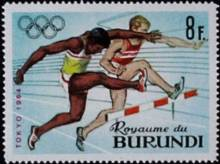 8F.
TOKYO 1964
Royaume du
BURUNDI